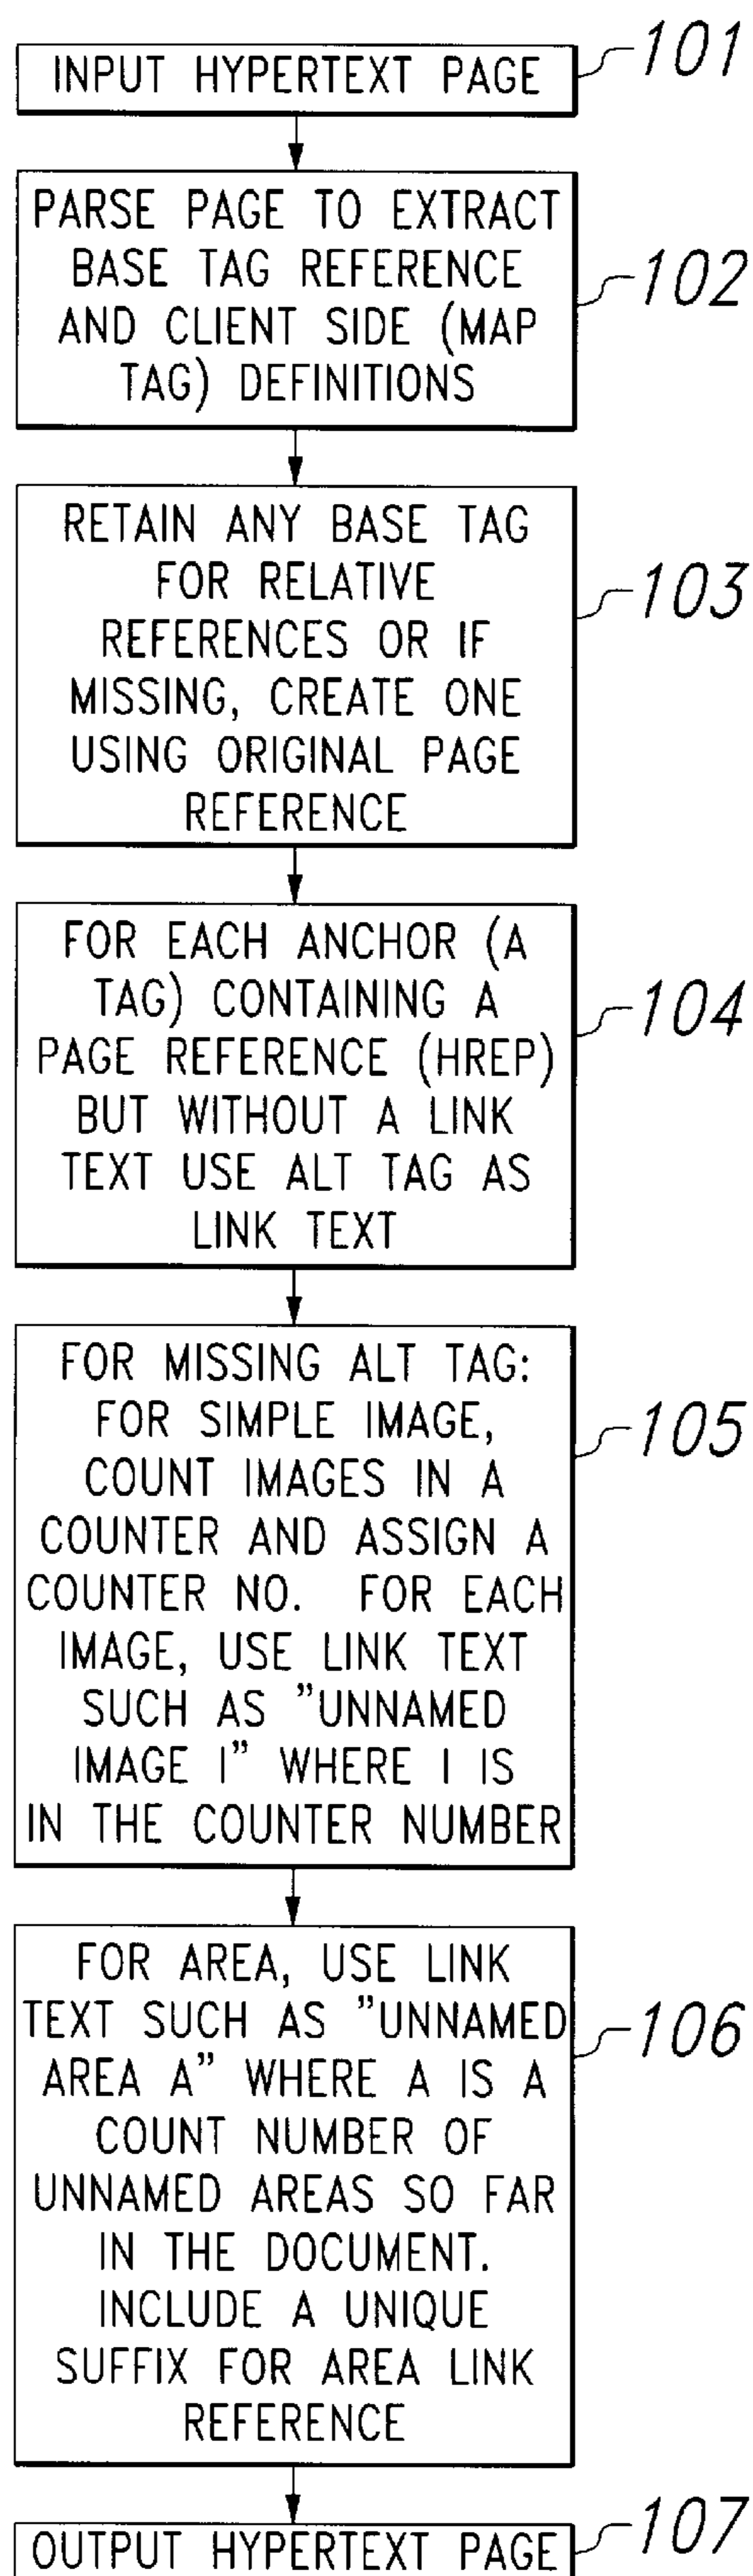 INPUT HYPERTEXT PAGE
101
PARSE PAGE TO EXTRACT
BASE TAG REFERENCE
AND CLIENT SIDE (MAP
TAG) DEFINITIONS
102
RETAIN ANY BASE TAG
FOR RELATIVE
REFERENCES OR IF
MISSING, CREATE ONE
USING ORIGINAL PAGE
REFERENCE
103
FOR EACH ANCHOR (A
TAG) CONTAINING A
PAGE REFERENCE (HREP)
BUT WITHOUT A LINK
TEXT USE ALT TAG AS
LINK TEXT
104
FOR MISSING ALT TAG:
FOR SIMPLE IMAGE,
COUNT IMAGES IN A
COUNTER AND ASSIGN A
COUNTER NO. FOR EACH
IMAGE, USE LINK TEXT
SUCH AS "UNNAMED
IMAGE I" WHERE I IS
IN THE COUNTER NUMBER
105
FOR AREA, USE LINK
TEXT SUCH AS "UNNAMED
AREA A" WHERE A IS A
COUNT NUMBER OF
UNNAMED AREAS SO FAR
IN THE DOCUMENT.
INCLUDE A UNIQUE
SUFFIX FOR AREA LINK
REFERENCE
106
OUTPUT HYPERTEXT PAGE
107